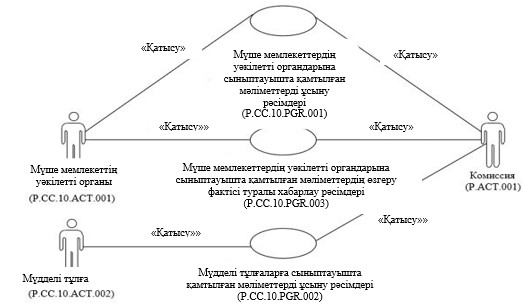 «Қатысу»
«Қатысу»
Мүше мемлекеттердің
уәкілетті органдарына
сыныптауышта қамтылған
мәліметтерді ұсыну
рәсімдері
(P.CC.10.PGR.001)
«Қатысу»»
«Қатысу»
Мүше мемлекеттің
уәкілетті органы
(P.CC.10.ACT.001)
Мүше мемлекеттердің уәкілетті органдарына
сыныптауышта қамтылған мәліметтердің өзгеру
фактісі туралы хабарлау рәсімдері
(P.CC.10.PGR.003)
Комиссия
(P.ACT.001)
«Қатысу»»
«Қатысу»»
Мүдделі тұлға
(P.CC.10.ACT.002)
Мүдделі тұлғаларға сыныптауышта
қамтылған мәліметтерді ұсыну рәсімдері
(P.CC.10.PGR.002)